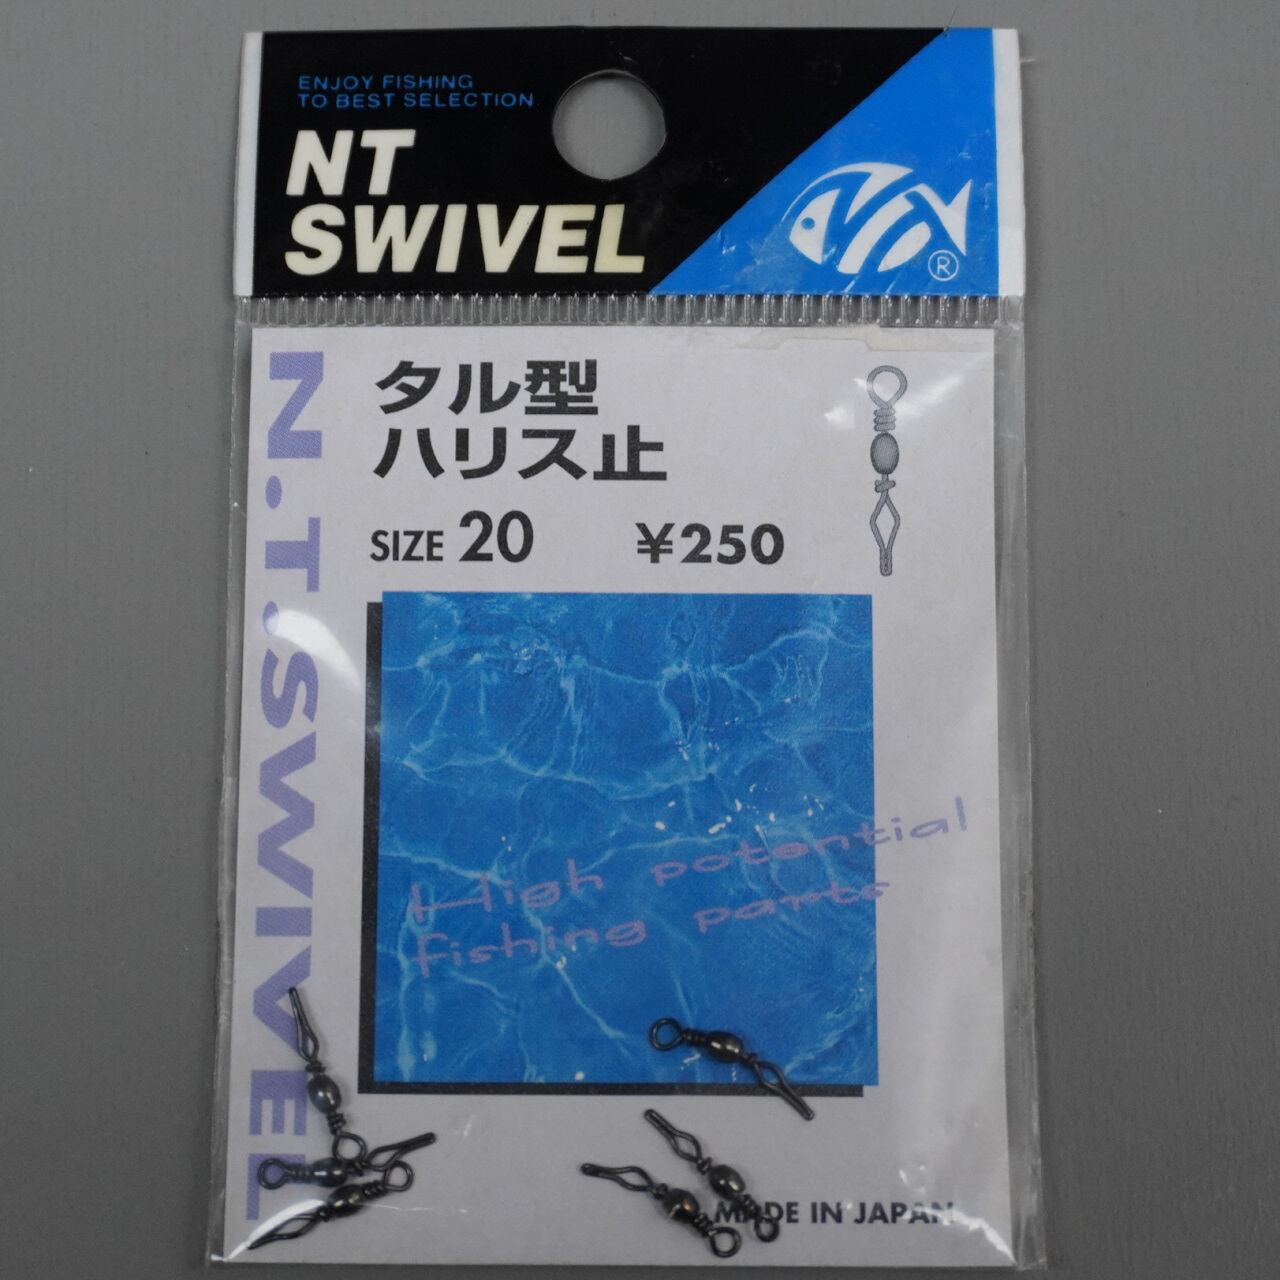 ENJOY FISHING
TO BEST SELECTION
NT
SWIVEL
®
N.T.SWIVEL
タル型
ハリス止
SIZE 20
¥250
High potential
fishing parts
MADE IN JAPAN